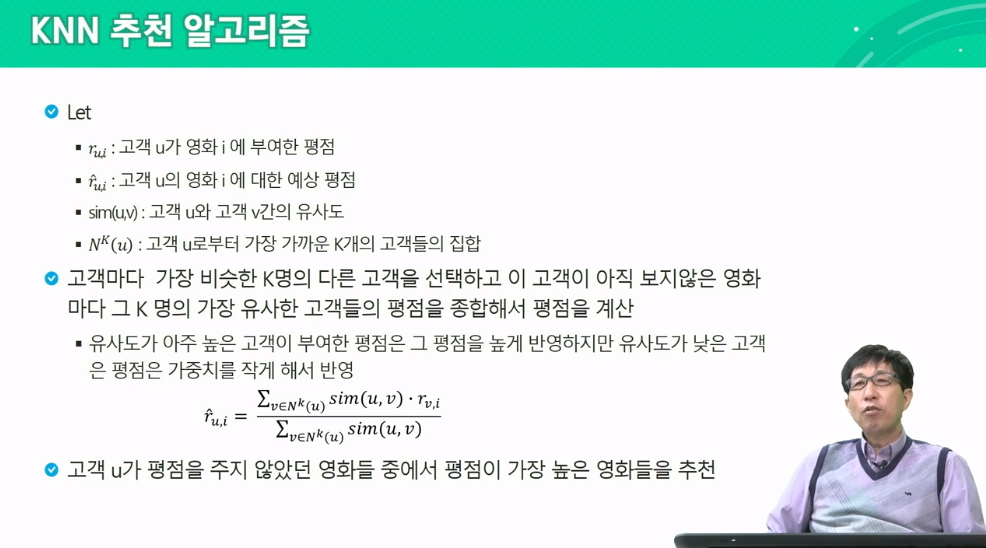 KNN 추천 알고리즘
Let
r_{u,i} : 고객 u가 영화 i 에 부여한 평점
r̂_{u,i} : 고객 u의 영화 i 에 대한 예상 평점
sim(u,v) : 고객 u와 고객 v간의 유사도
N^K(u) : 고객 u로부터 가장 가까운 K개의 고객들의 집합
고객마다 가장 비슷한 K명의 다른 고객을 선택하고 이 고객이 아직 보지않은 영화
마다 그 K 명의 가장 유사한 고객들의 평점을 종합해서 평점을 계산
유사도가 아주 높은 고객이 부여한 평점은 그 평점을 높게 반영하지만 유사도가 낮은 고객
은 평점은 가중치를 작게 해서 반영
r̂_{u,i} = ∑_{v∈N^k(u)} sim(u, v) · r_{v,i} / ∑_{v∈N^k(u)} sim(u, v)
고객 u가 평점을 주지 않았던 영화들 중에서 평점이 가장 높은 영화들을 추천